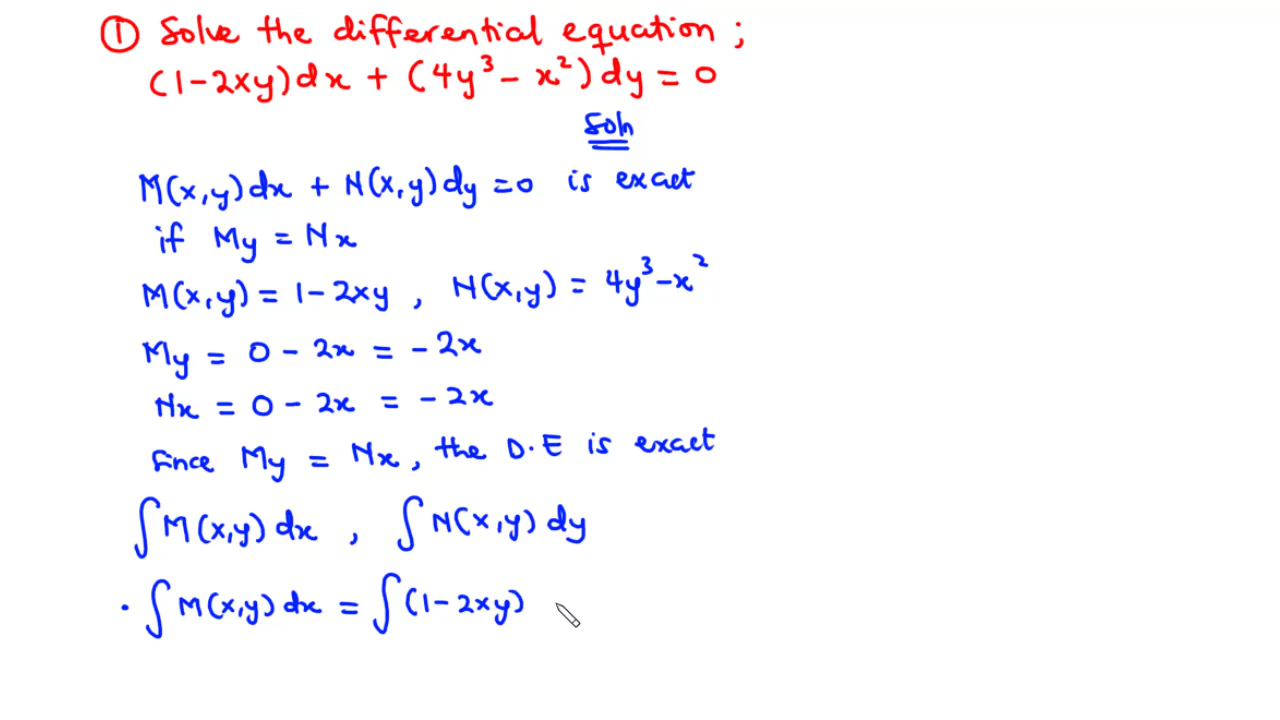 ① Solve the differential equation ;
(1-2xy)dx + (4y³ - x²)dy = 0
Soln
M(x,y)dx + N(x,y)dy = 0 is exact
if My = Nx
M(x,y) = 1-2xy , N(x,y) = 4y³-x²
My = 0 - 2x = -2x
Nx = 0 - 2x = -2x
Since My = Nx, the D.E is exact
∫M(x,y)dx , ∫N(x,y)dy
· ∫M(x,y)dx = ∫(1-2xy)